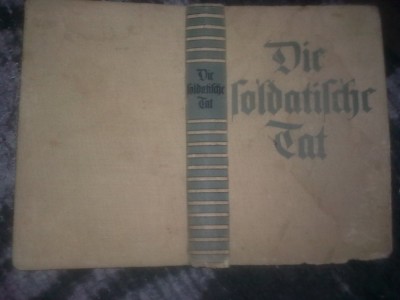 Die
soldatische
Tat
Die
soldatische
Tat